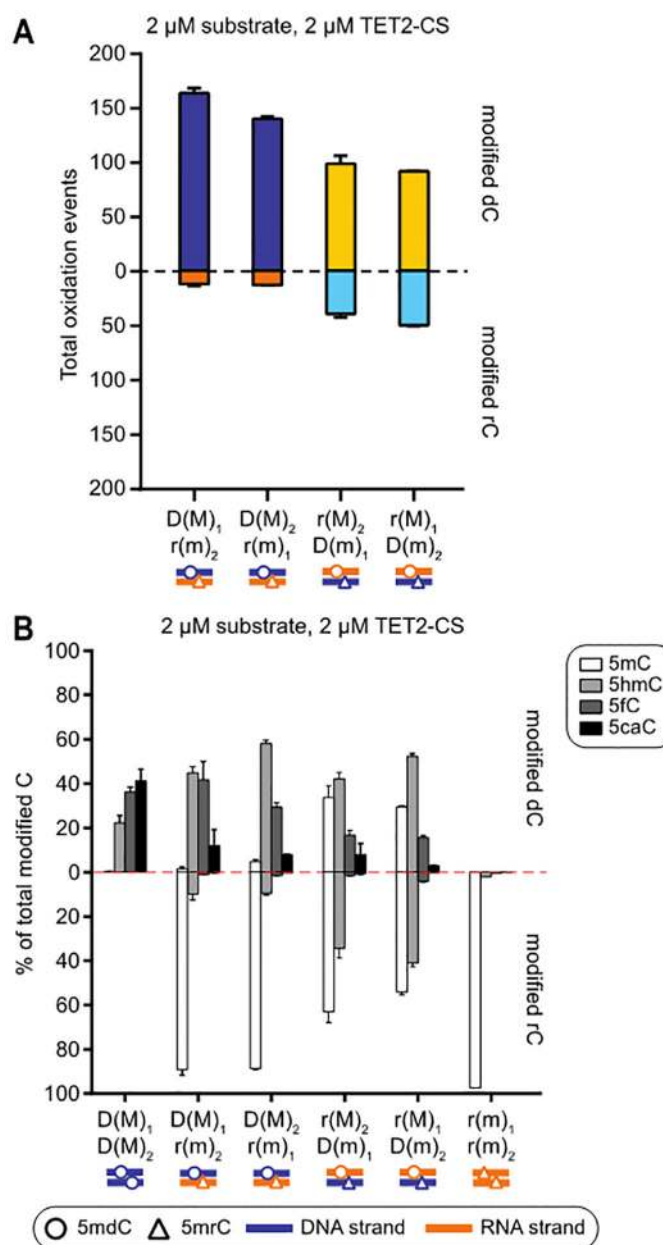 A
2 µM substrate, 2 µM TET2-CS
Total oxidation events
200
150
100
50
0
50
100
150
200
modified dC
modified rC
D(M)₁ D(M)₂ r(M)₂ r(M)₁
r(m)₂ r(m)₁ D(m)₁ D(m)₂
B
2 µM substrate, 2 µM TET2-CS
% of total modified C
100
80
60
40
20
0
20
40
60
80
100
5mC
5hmC
5fC
5caC
modified dC
modified rC
D(M)₁ D(M)₁ D(M)₂ r(M)₂ r(M)₁ r(m)₁
D(M)₂ r(m)₂ r(m)₁ D(m)₁ D(m)₂ r(m)₂
5mdC 5mrC DNA strand RNA strand